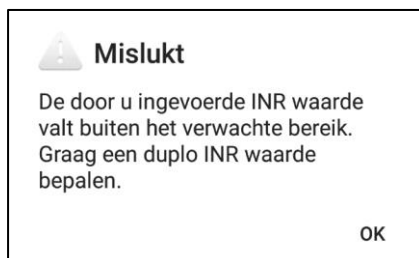 Mislukt
De door u ingevoerde INR waarde
valt buiten het verwachte bereik.
Graag een duplo INR waarde
bepalen.
OK